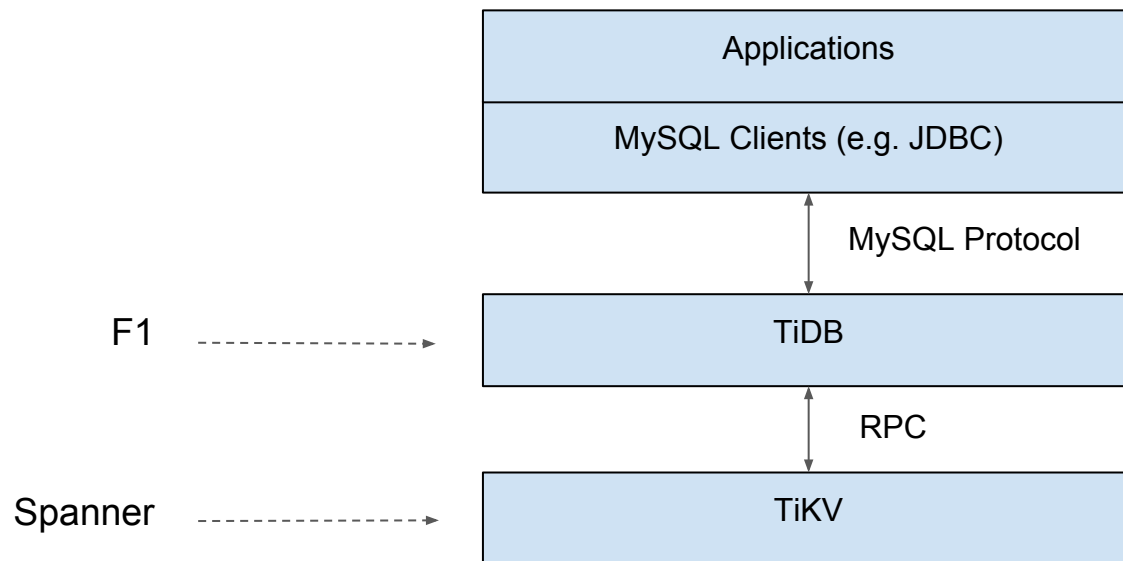 Applications
MySQL Clients (e.g. JDBC)
MySQL Protocol
F1
TiDB
RPC
Spanner
TiKV